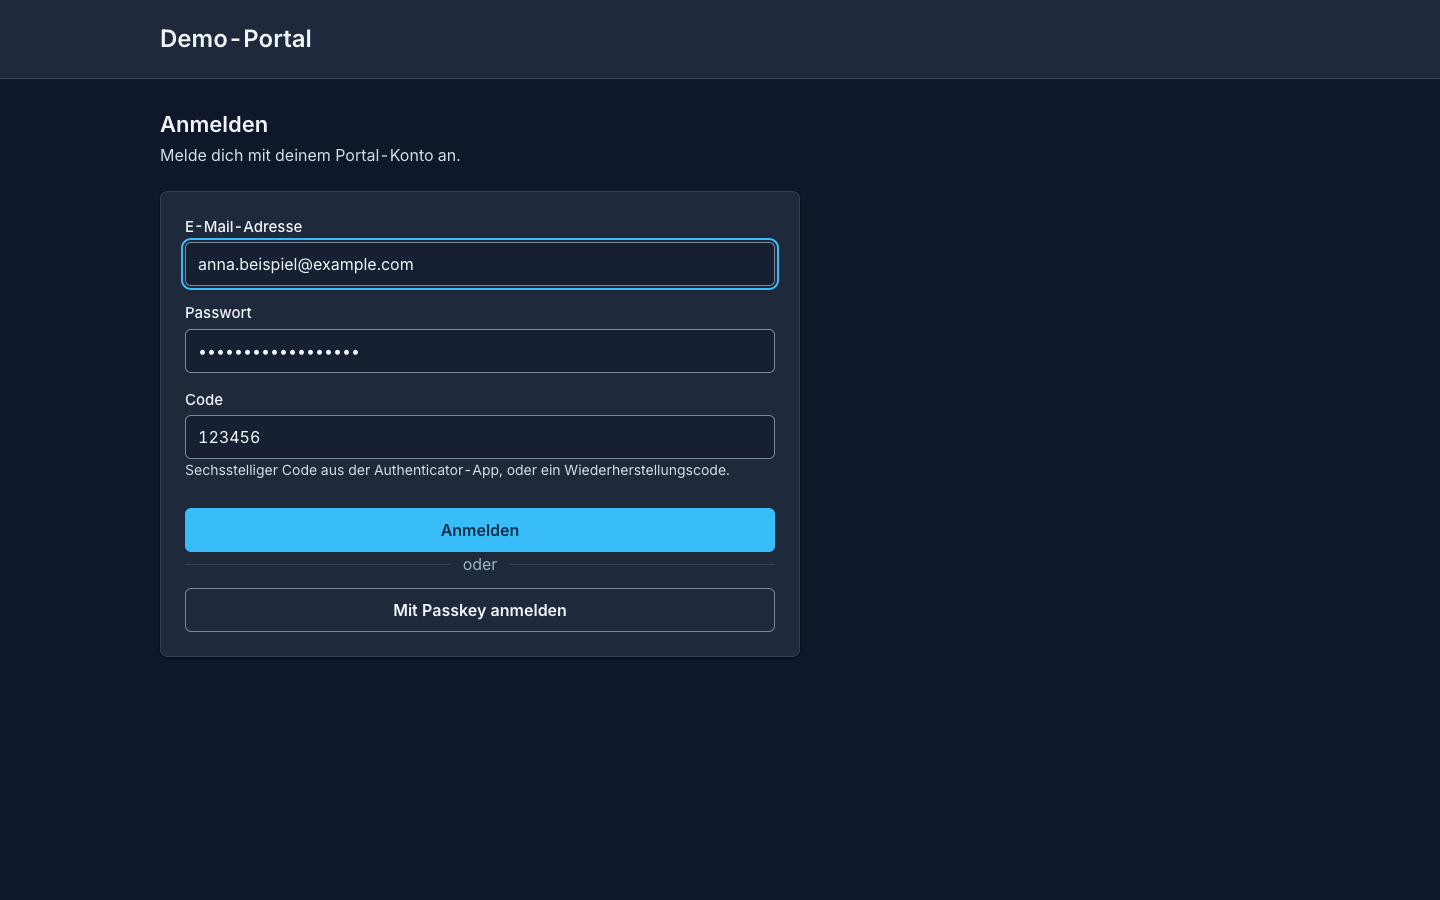 Demo-Portal
Anmelden
Melde dich mit deinem Portal-Konto an.
E-Mail-Adresse
anna.beispiel@example.com
Passwort
••••••••••••••••••
Code
123456
Sechsstelliger Code aus der Authenticator-App, oder ein Wiederherstellungscode.
Anmelden
oder
Mit Passkey anmelden